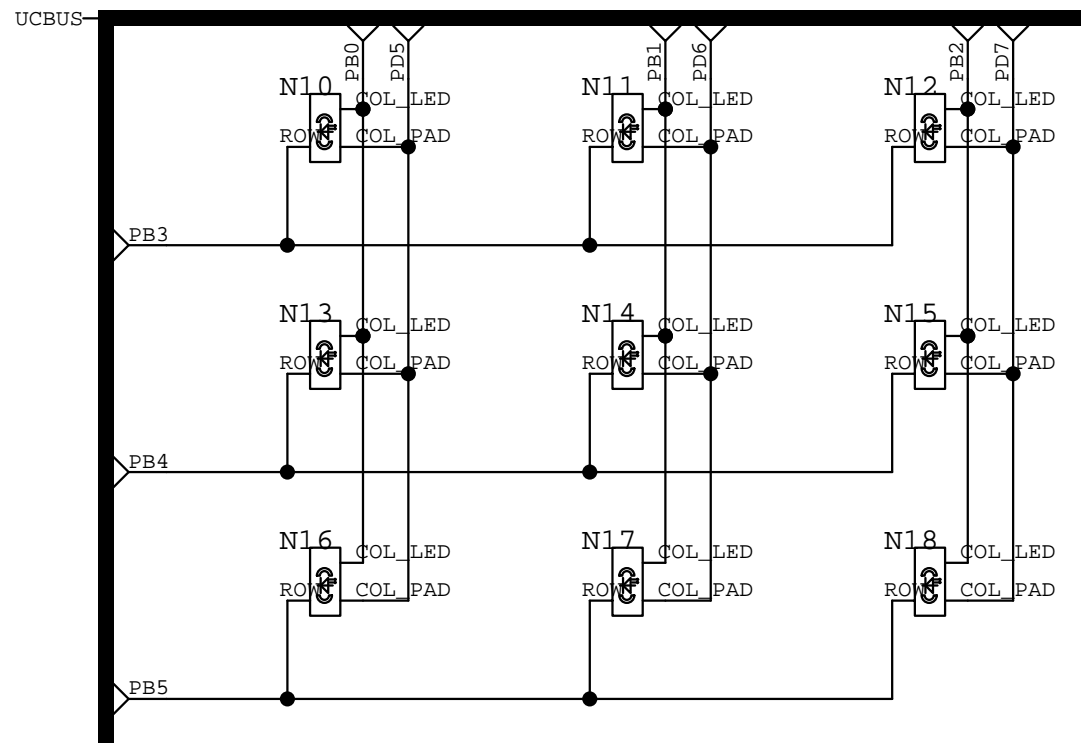 UCBUS
PB0 PD5 PB1 PD6 PB2 PD7
N10 COL_LED N11 COL_LED N12 COL_LED
ROW COL_PAD ROW COL_PAD ROW COL_PAD
PB3
N13 COL_LED N14 COL_LED N15 COL_LED
ROW COL_PAD ROW COL_PAD ROW COL_PAD
PB4
N16 COL_LED N17 COL_LED N18 COL_LED
ROW COL_PAD ROW COL_PAD ROW COL_PAD
PB5